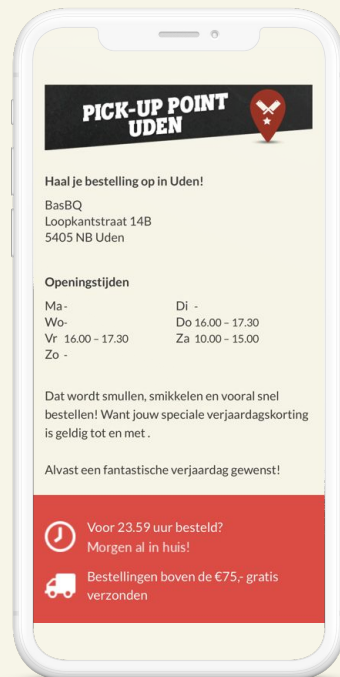 PICK-UP POINT
UDEN
Haal je bestelling op in Uden!
BasBQ
Loopkantstraat 14B
5405 NB Uden
Openingstijden
Ma - Di -
Wo- Do 16.00 – 17.30
Vr 16.00 – 17.30 Za 10.00 – 15.00
Zo -
Dat wordt smullen, smikkelen en vooral snel
bestellen! Want jouw speciale verjaardagskorting
is geldig tot en met .
Alvast een fantastische verjaardag gewenst!
Voor 23.59 uur besteld?
Morgen al in huis!
Bestellingen boven de €75,- gratis
verzonden